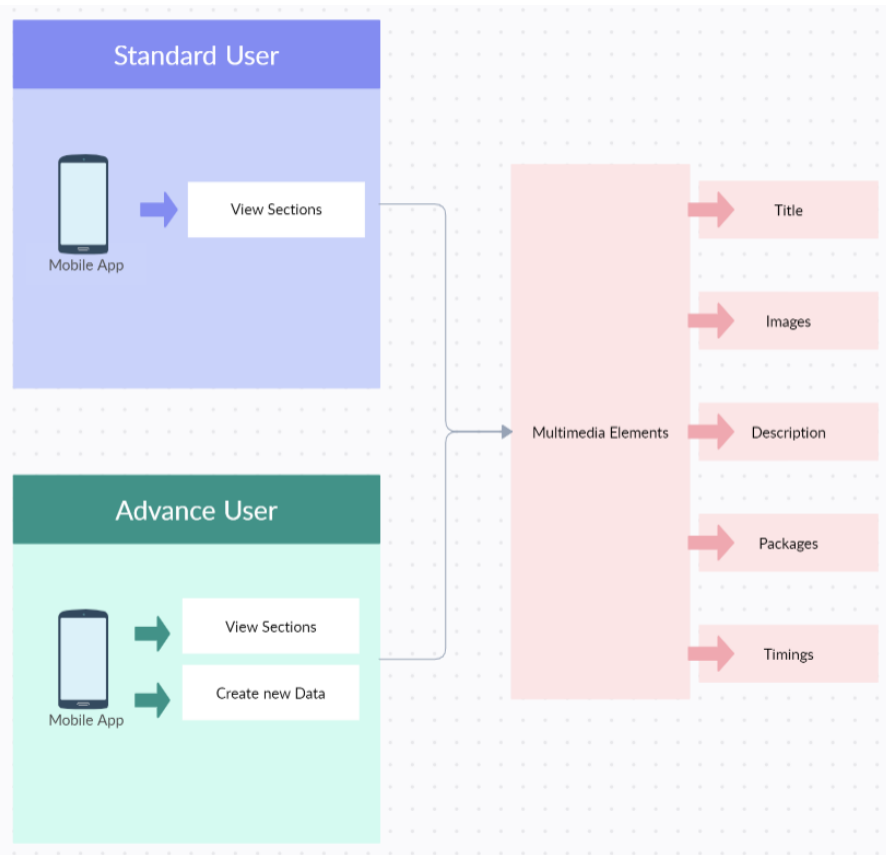 Standard User
View Sections
Mobile App
Advance User
View Sections
Create new Data
Mobile App
Multimedia Elements
Title
Images
Description
Packages
Timings